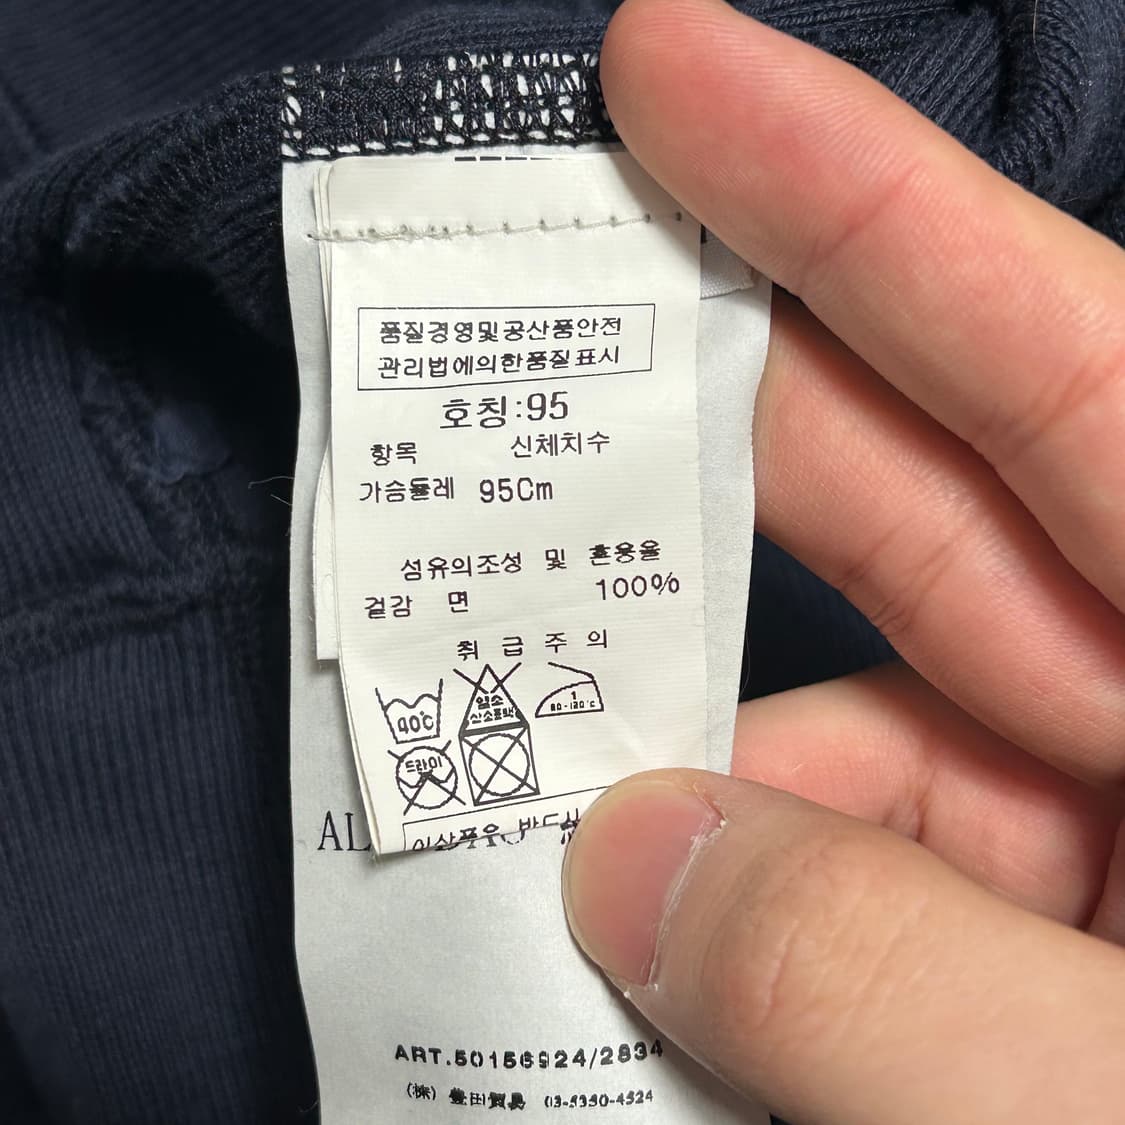 품질경영및공산품안전
관리법에의한품질표시
호칭:95
항목 신체치수
가슴둘레 95Cm
섬유의조성 및 혼용율
겉감 면 100%
취 급 주 의
40℃
염소
산소표백
1
80-120℃
드라이
AL
ART.50156924/2834
(株) 豊田貿易 03-5350-4524